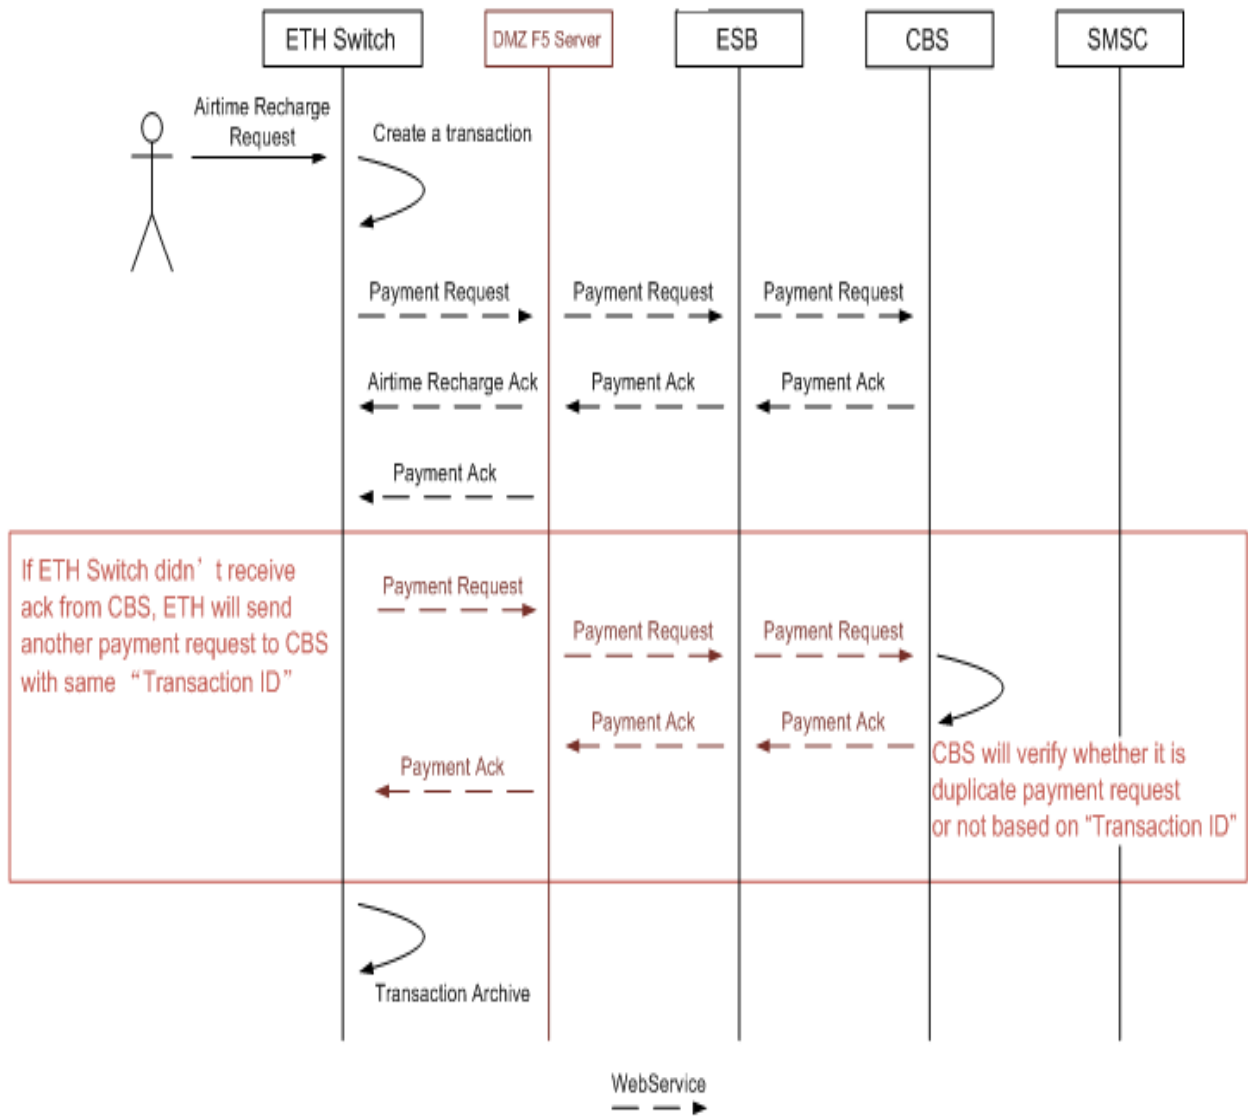 ETH Switch
DMZ F5 Server
ESB
CBS
SMSC
Airtime Recharge
Request
Create a transaction
Payment Request
Payment Request
Payment Request
Airtime Recharge Ack
Payment Ack
Payment Ack
Payment Ack
If ETH Switch didn’t receive
ack from CBS, ETH will send
another payment request to CBS
with same “Transaction ID”
Payment Request
Payment Request
Payment Request
Payment Ack
Payment Ack
Payment Ack
CBS will verify whether it is
duplicate payment request
or not based on “Transaction ID”
Transaction Archive
WebService